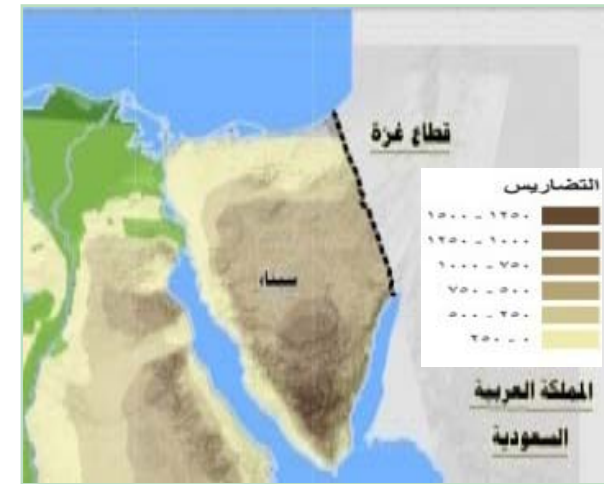 قطاع غزة
التضاريس
١٢٥٠ - ١٥٠٠
١٠٠٠ - ١٢٥٠
٧٥٠ - ١٠٠٠
٥٠٠ - ٧٥٠
٢٥٠ - ٥٠٠
٠ - ٢٥٠
سيناء
المملكة العربية
السعودية